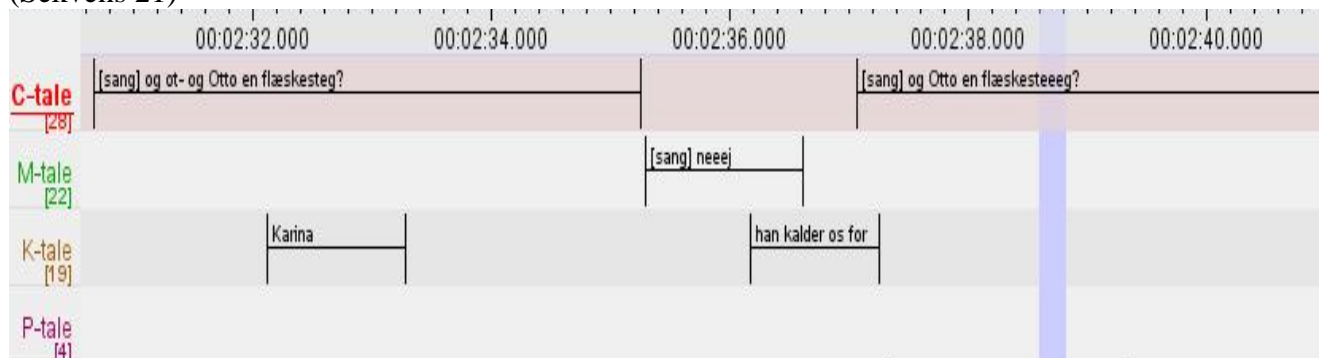 (Sekvens 21)
00:02:32.000 00:02:34.000 00:02:36.000 00:02:38.000 00:02:40.000
C-tale [sang] og ot- og Otto en flæskesteg? [sang] og Otto en flæskesteeeg?
[28]
M-tale [sang] neeej
[22]
K-tale Karina han kalder os for
[19]
P-tale
[4]